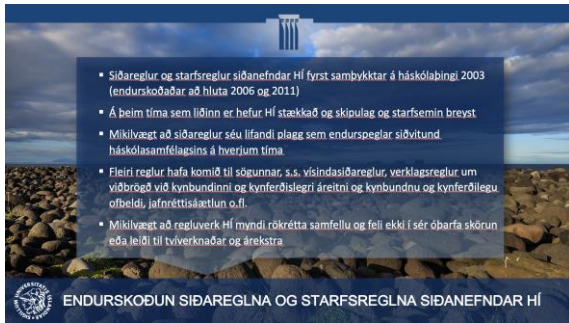 ▪ Siðareglur og starfsreglur siðanefndar HÍ fyrst samþykktar á háskólaþingi 2003
(endurskoðaðar að hluta 2006 og 2011)
▪ Á þeim tíma sem liðinn er hefur HÍ stækkað og skipulag og starfsemin breyst
▪ Mikilvægt að siðareglur séu lifandi plagg sem endurspeglar siðvitund
háskólasamfélagsins á hverjum tíma
▪ Fleiri reglur hafa komið til sögunnar, s.s. vísindasiðareglur, verklagsreglur um
viðbrögð við kynbundinni og kynferðislegri áreitni og kynbundnu og kynferðilegu
ofbeldi, jafnréttisáætlun o.fl.
▪ Mikilvægt að regluverk HÍ myndi rökrétta samfellu og feli ekki í sér óþarfa skörun
eða leiði til tvíverknaðar og árekstra
ENDURSKOÐUN SIÐAREGLNA OG STARFSREGLNA SIÐANEFNDAR HÍ